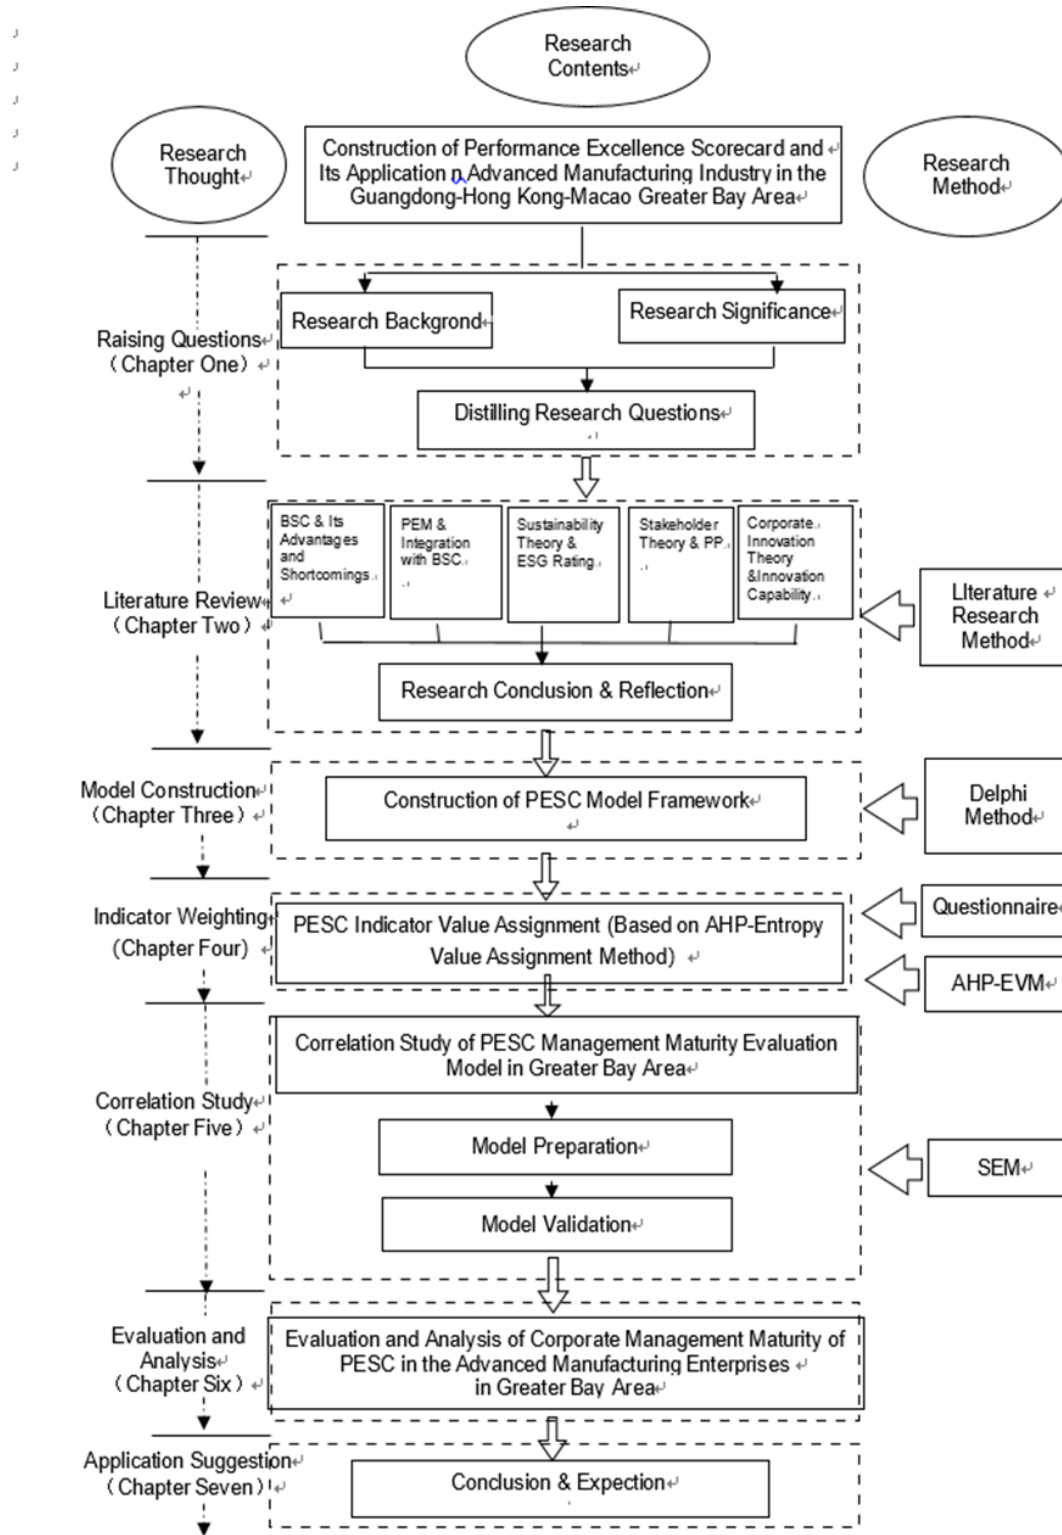 Research
Contents
Research
Thought
Construction of Performance Excellence Scorecard and
Its Application n Advanced Manufacturing Industry in the
Guangdong-Hong Kong-Macao Greater Bay Area
Research
Method
Raising Questions
（Chapter One）
Research Backgrond
Research Significance
Distilling Research Questions
Literature Review
（Chapter Two）
BSC & Its
Advantages
and
Shortcomings.
PEM &
Integration
with BSC.
Sustainability
Theory &
ESG Rating.
Stakeholder
Theory & PP.
Corporate.
Innovation
Theory
&Innovation
Capability.
LIterature
Research
Method
Research Conclusion & Reflection
Model Construction
（Chapter Three）
Construction of PESC Model Framework
Delphi
Method
Indicator Weighting
(Chapter Four)
PESC Indicator Value Assignment (Based on AHP-Entropy
Value Assignment Method)
Questionnaire
AHP-EVM
Correlation Study
（Chapter Five）
Correlation Study of PESC Management Maturity Evaluation
Model in Greater Bay Area
Model Preparation
Model Validation
SEM
Evaluation and
Analysis
（Chapter Six）
Evaluation and Analysis of Corporate Management Maturity of
PESC in the Advanced Manufacturing Enterprises
in Greater Bay Area
Application Suggestion
（Chapter Seven）
Conclusion & Expection